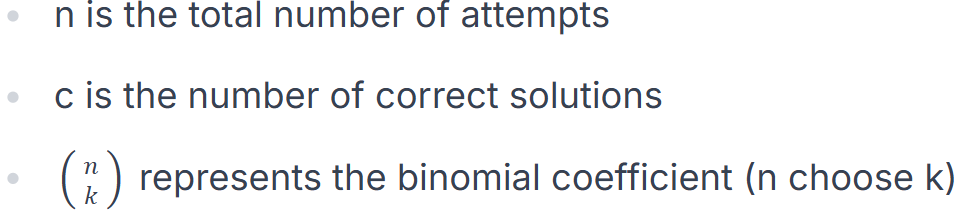 n is the total number of attempts
c is the number of correct solutions
(n k) represents the binomial coefficient (n choose k)